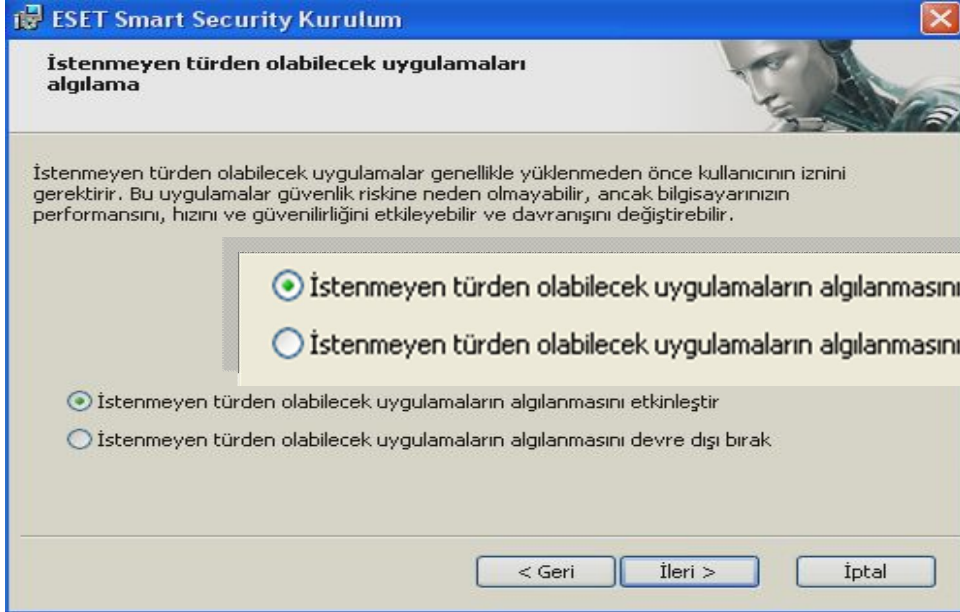 ESET Smart Security Kurulum
İstenmeyen türden olabilecek uygulamaları
algılama
İstenmeyen türden olabilecek uygulamalar genellikle yüklenmeden önce kullanıcının iznini
gerektirir. Bu uygulamalar güvenlik riskine neden olmayabilir, ancak bilgisayarınızın
performansını, hızını ve güvenilirliğini etkileyebilir ve davranışını değiştirebilir.
İstenmeyen türden olabilecek uygulamaların algılanmasını
İstenmeyen türden olabilecek uygulamaların algılanmasını
İstenmeyen türden olabilecek uygulamaların algılanmasını etkinleştir
İstenmeyen türden olabilecek uygulamaların algılanmasını devre dışı bırak
< Geri
İleri >
İptal